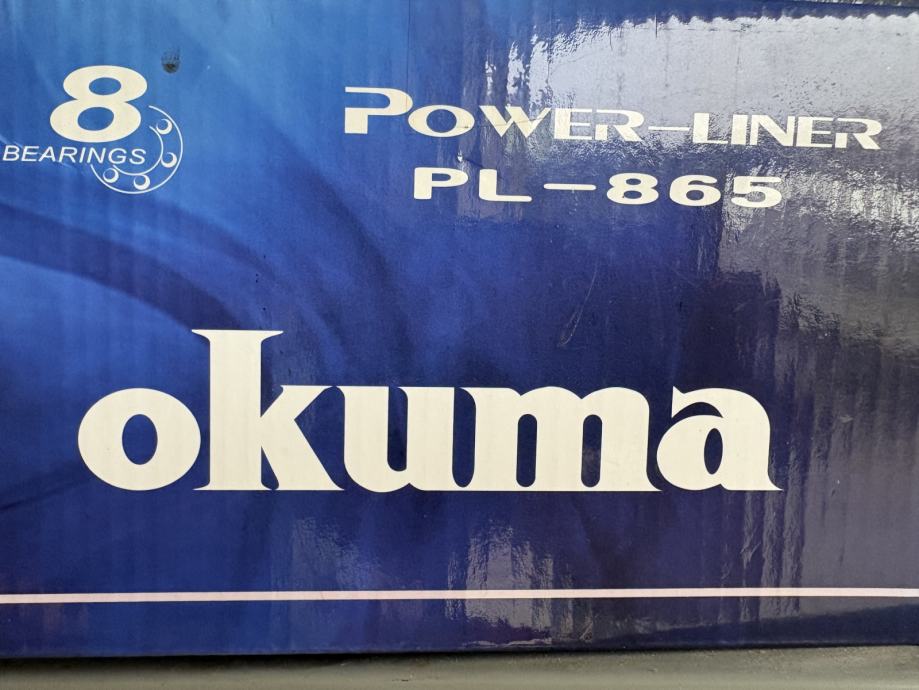 8
BEARINGS
POWER-LINER
PL-865
okuma